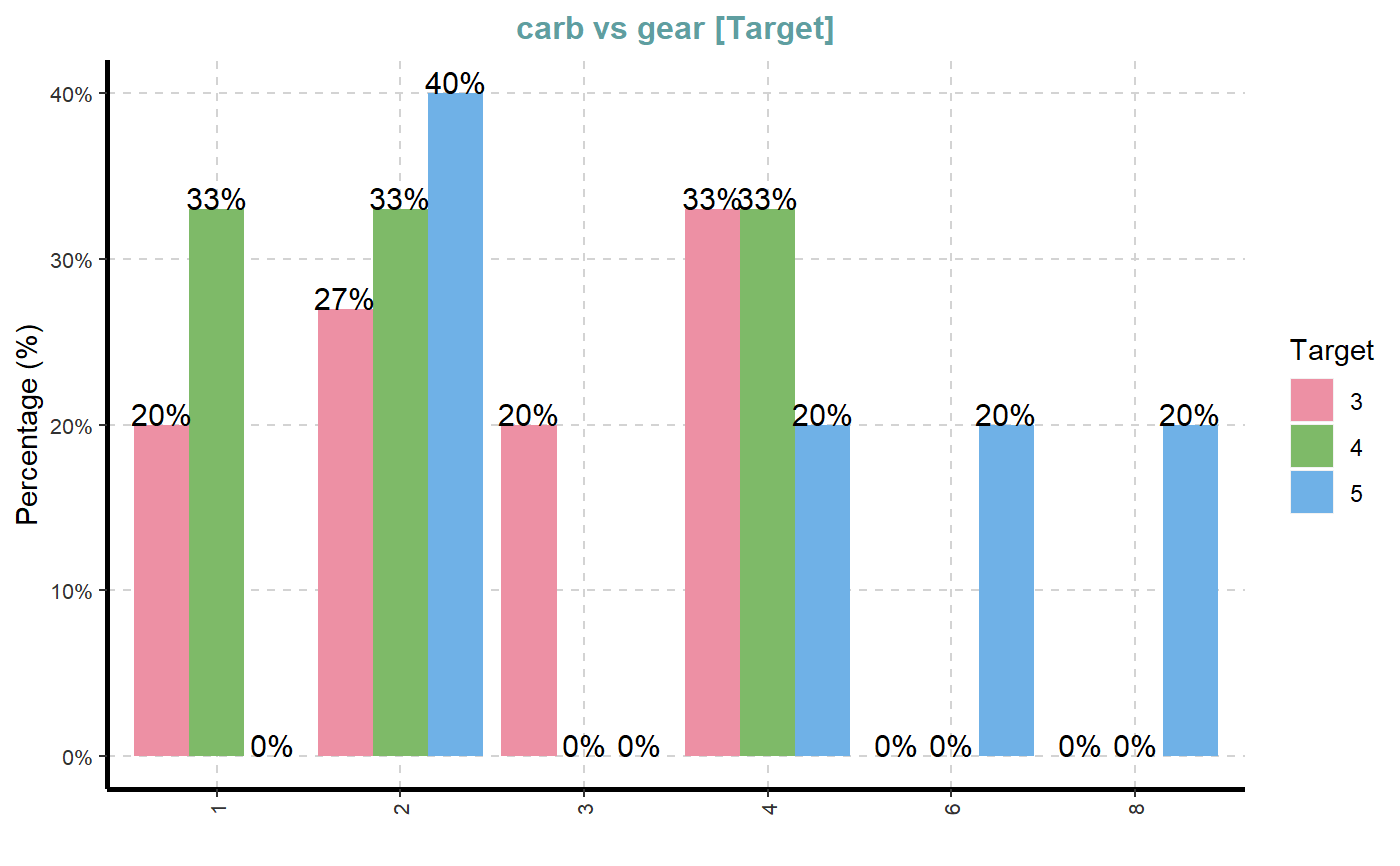 carb vs gear [Target]
Percentage (%)
40%
30%
20%
10%
0%
20% 33% 0%
27% 33% 40%
20% 0% 0%
33% 33% 20%
0% 0% 20%
0% 0% 20%
1 2 3 4 6 8
Target
3
4
5